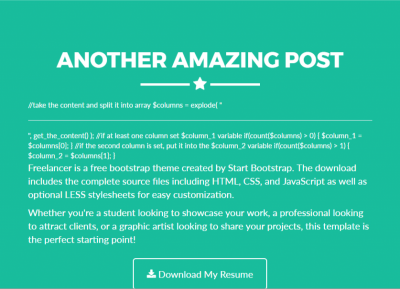 ANOTHER AMAZING POST
//take the content and split it into array $columns = explode( "
", get_the_content() ); //if at least one column set $column_1 variable if(count($columns) > 0) { $column_1 =
$columns[0]; } //if the second column is set, put it into the $column_2 variable if(count($columns) > 1) {
$column_2 = $columns[1]; }
Freelancer is a free bootstrap theme created by Start Bootstrap. The download
includes the complete source files including HTML, CSS, and JavaScript as well as
optional LESS stylesheets for easy customization.
Whether you're a student looking to showcase your work, a professional looking
to attract clients, or a graphic artist looking to share your projects, this template is
the perfect starting point!
Download My Resume